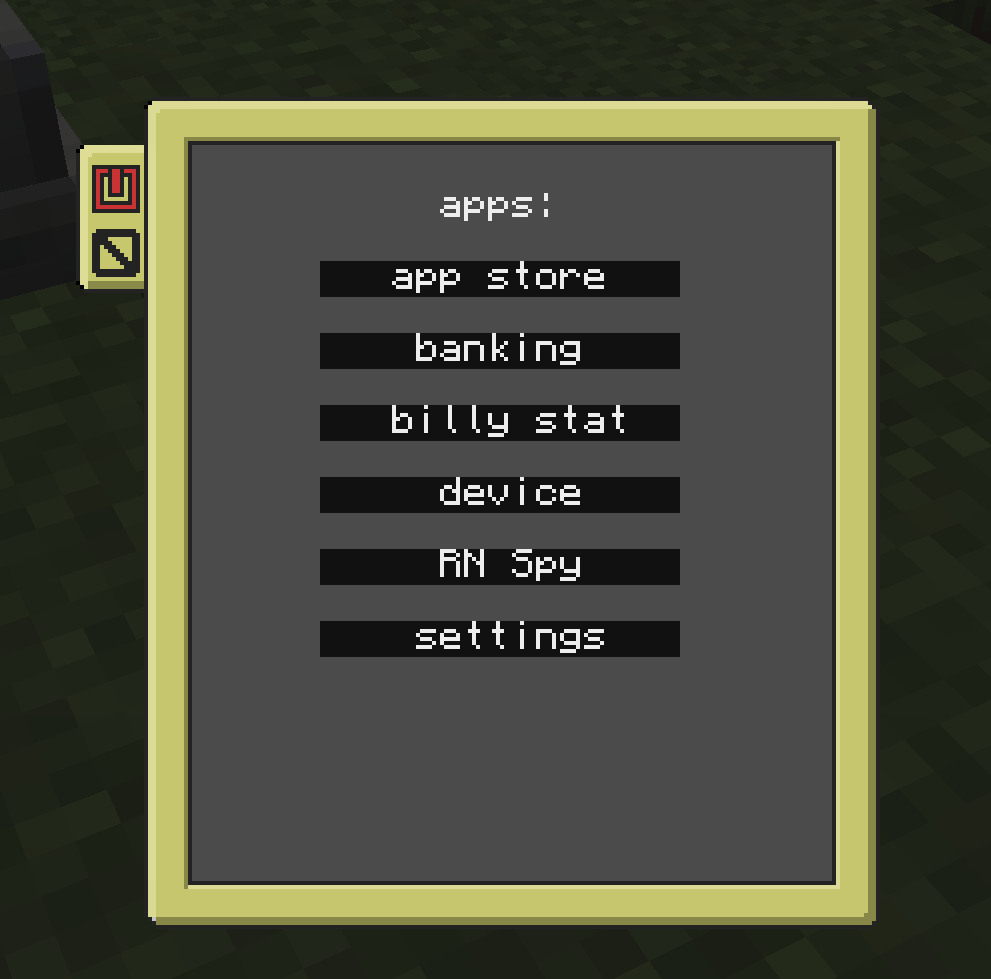 apps:
app store
banking
billy stat
device
RN Spy
settings